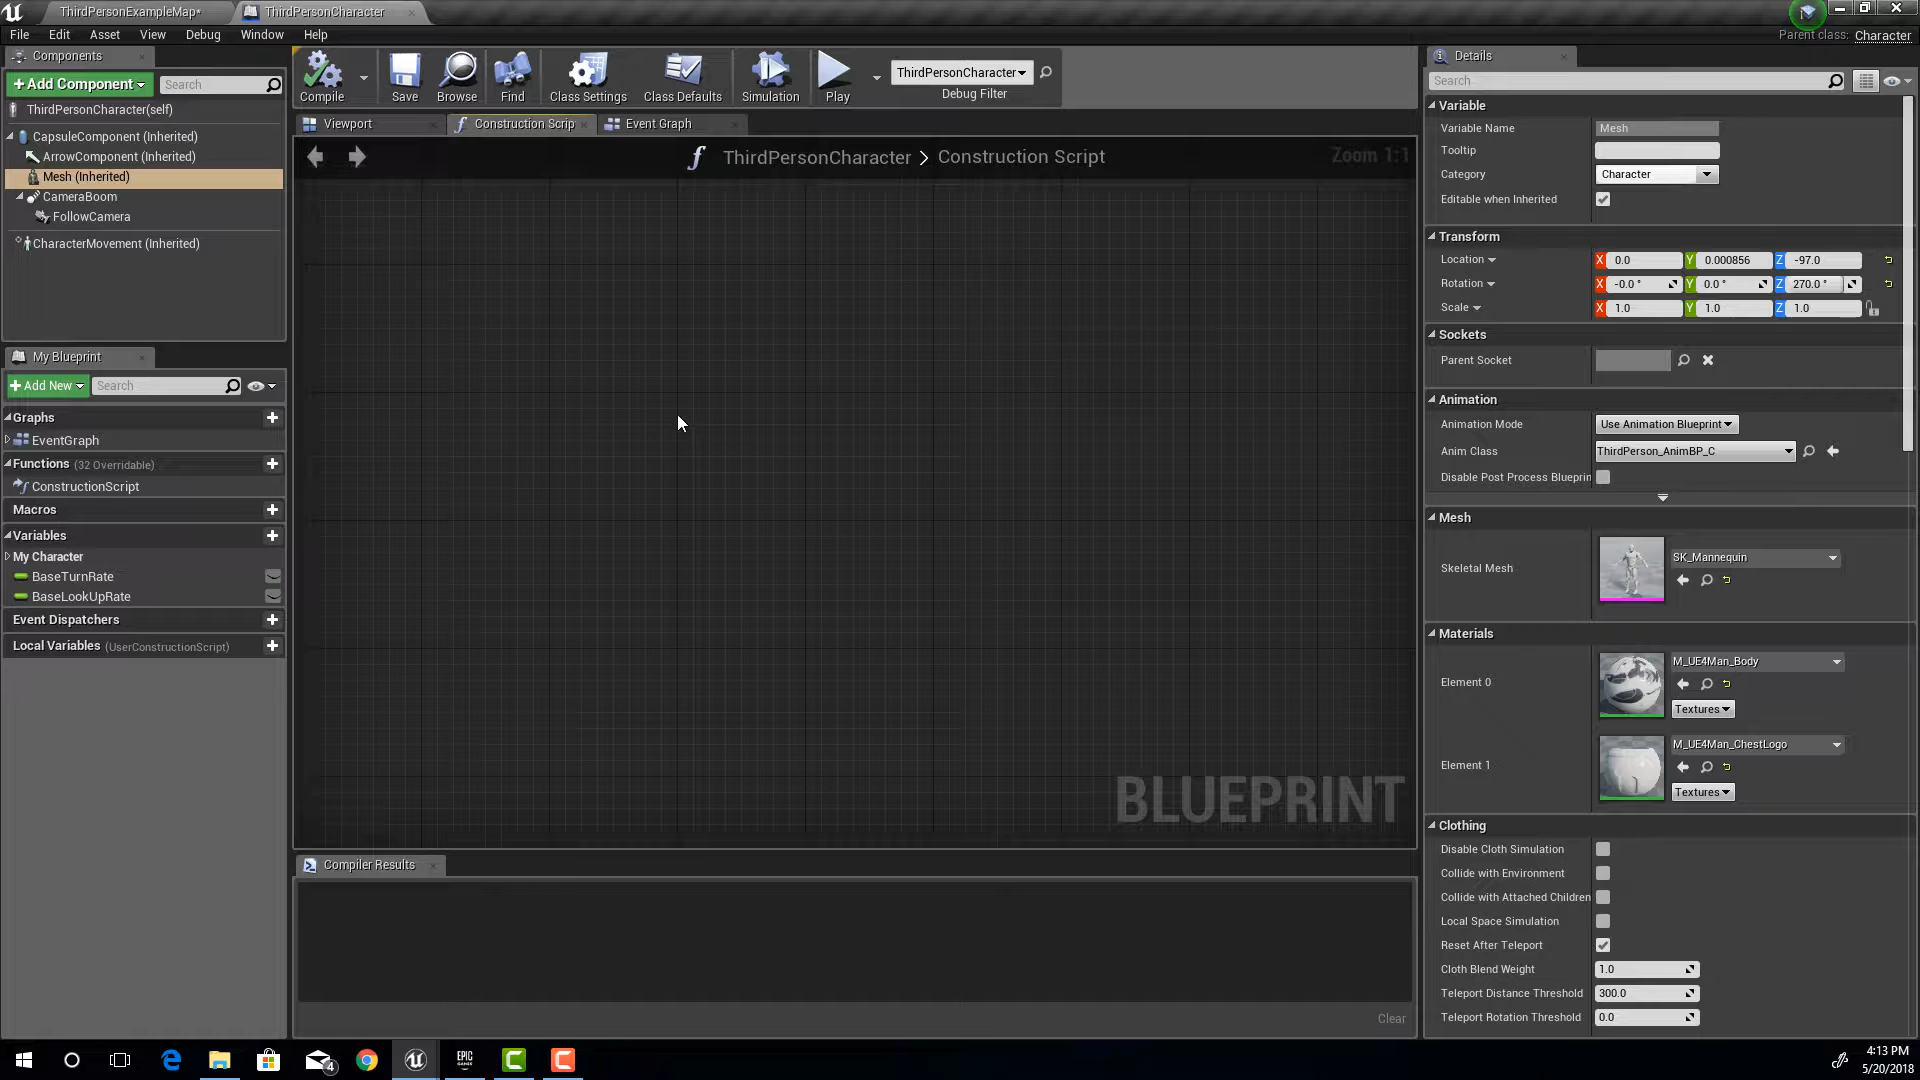 ThirdPersonExampleMap*
ThirdPersonCharacter
File Edit Asset View Debug Window Help
Parent class: Character
Components
+ Add Component
Search
ThirdPersonCharacter(self)
CapsuleComponent (Inherited)
ArrowComponent (Inherited)
Mesh (Inherited)
CameraBoom
FollowCamera
CharacterMovement (Inherited)
My Blueprint
+ Add New
Search
Graphs
EventGraph
Functions (32 Overridable)
ConstructionScript
Macros
Variables
My Character
BaseTurnRate
BaseLookUpRate
Event Dispatchers
Local Variables (UserConstructionScript)
Compile
Save
Browse
Find
Class Settings
Class Defaults
Simulation
Play
ThirdPersonCharacter
Debug Filter
Viewport
Construction Scrip
Event Graph
ThirdPersonCharacter > Construction Script
Zoom 1:1
BLUEPRINT
Compiler Results
Clear
Details
Search
Variable
Variable Name Mesh
Tooltip
Category Character
Editable when Inherited
Transform
Location X 0.0 Y 0.000856 Z -97.0
Rotation X -0.0 ° Y 0.0 ° Z 270.0 °
Scale X 1.0 Y 1.0 Z 1.0
Sockets
Parent Socket
Animation
Animation Mode Use Animation Blueprint
Anim Class ThirdPerson_AnimBP_C
Disable Post Process Blueprin
Mesh
Skeletal Mesh SK_Mannequin
Materials
Element 0 M_UE4Man_Body
Textures
Element 1 M_UE4Man_ChestLogo
Textures
Clothing
Disable Cloth Simulation
Collide with Environment
Collide with Attached Children
Local Space Simulation
Reset After Teleport
Cloth Blend Weight 1.0
Teleport Distance Threshold 300.0
Teleport Rotation Threshold 0.0
4
EPIC
GAMES
4:13 PM
5/20/2018